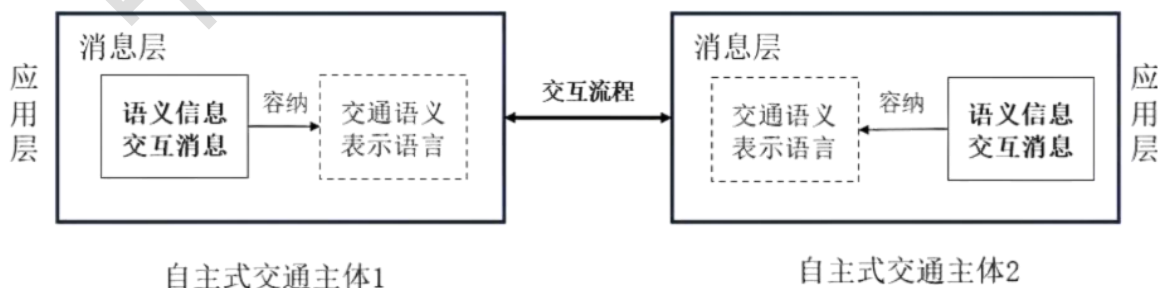 消息层
消息层
应用层
语义信息
交互消息
容纳
交通语义
表示语言
交互流程
交通语义
表示语言
容纳
语义信息
交互消息
应用层
自主式交通主体1
自主式交通主体2